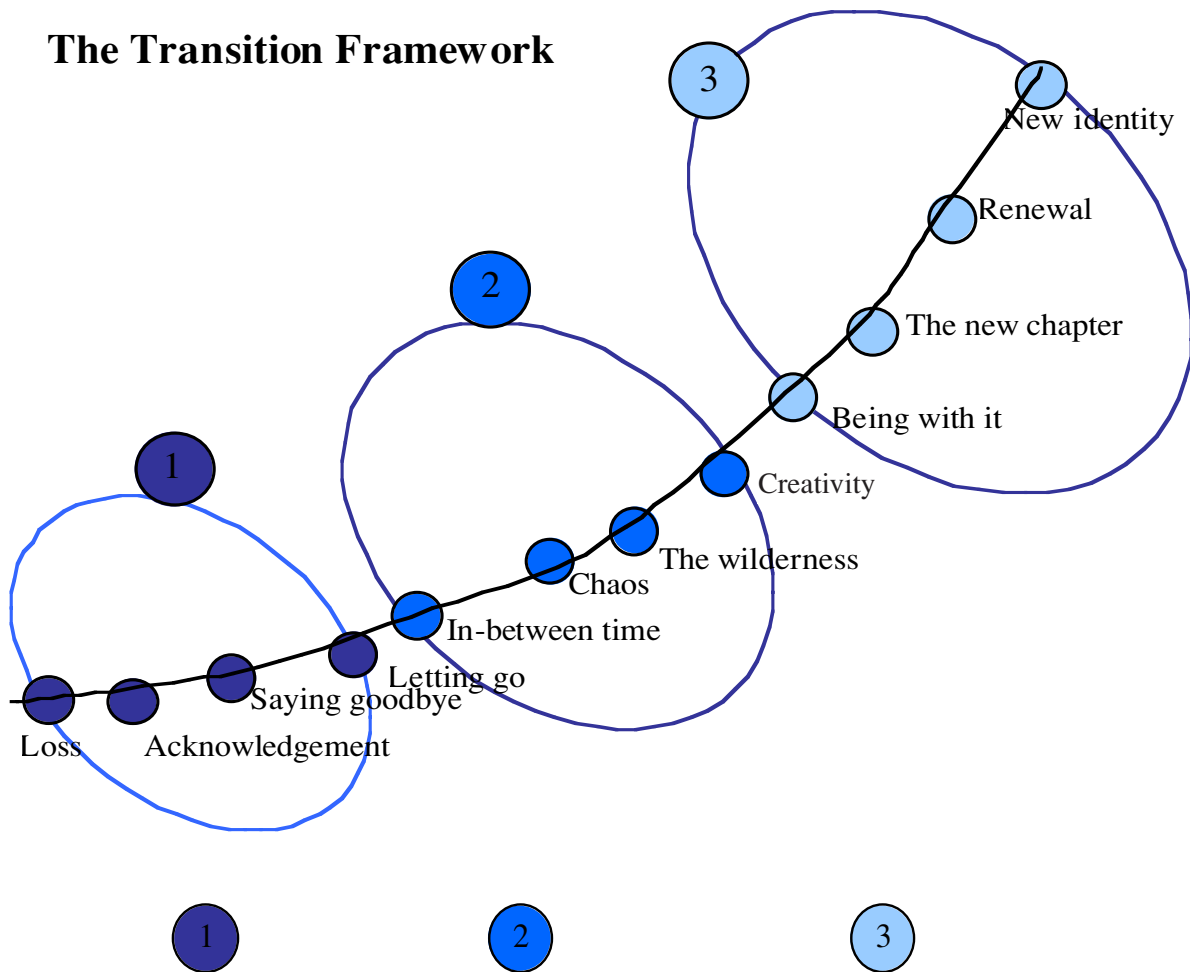 The Transition Framework
3
New identity
Renewal
2
The new chapter
Being with it
1
Creativity
The wilderness
Chaos
In-between time
Letting go
Saying goodbye
Loss
Acknowledgement
1
2
3